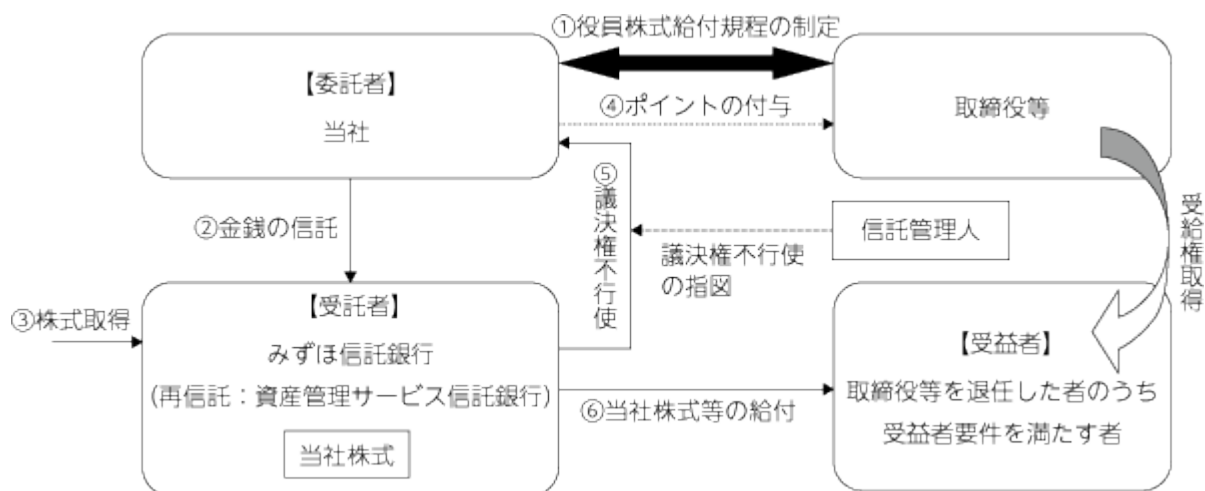 ①役員株式給付規程の制定
【委託者】
当社
④ポイントの付与
取締役等
②金銭の信託
⑤議決権不行使
議決権不行使
の指図
信託管理人
受給権取得
③株式取得
【受託者】
みずほ信託銀行
(再信託：資産管理サービス信託銀行)
当社株式
⑥当社株式等の給付
【受益者】
取締役等を退任した者のうち
受益者要件を満たす者